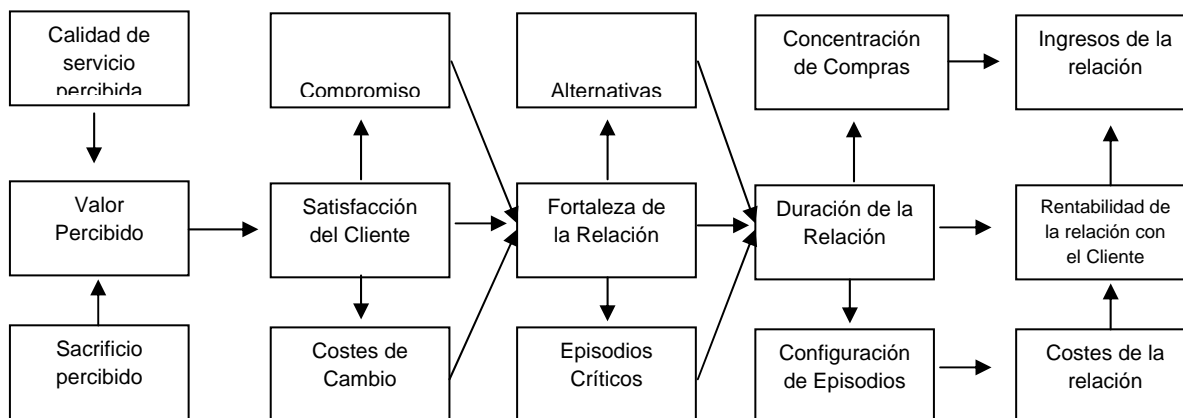 Calidad de
servicio
percibida
Compromiso
Alternativas
Concentración
de Compras
Ingresos de la
relación
Valor
Percibido
Satisfacción
del Cliente
Fortaleza de
la Relación
Duración de la
Relación
Rentabilidad de
la relación con
el Cliente
Sacrificio
percibido
Costes de
Cambio
Episodios
Críticos
Configuración
de Episodios
Costes de la
relación